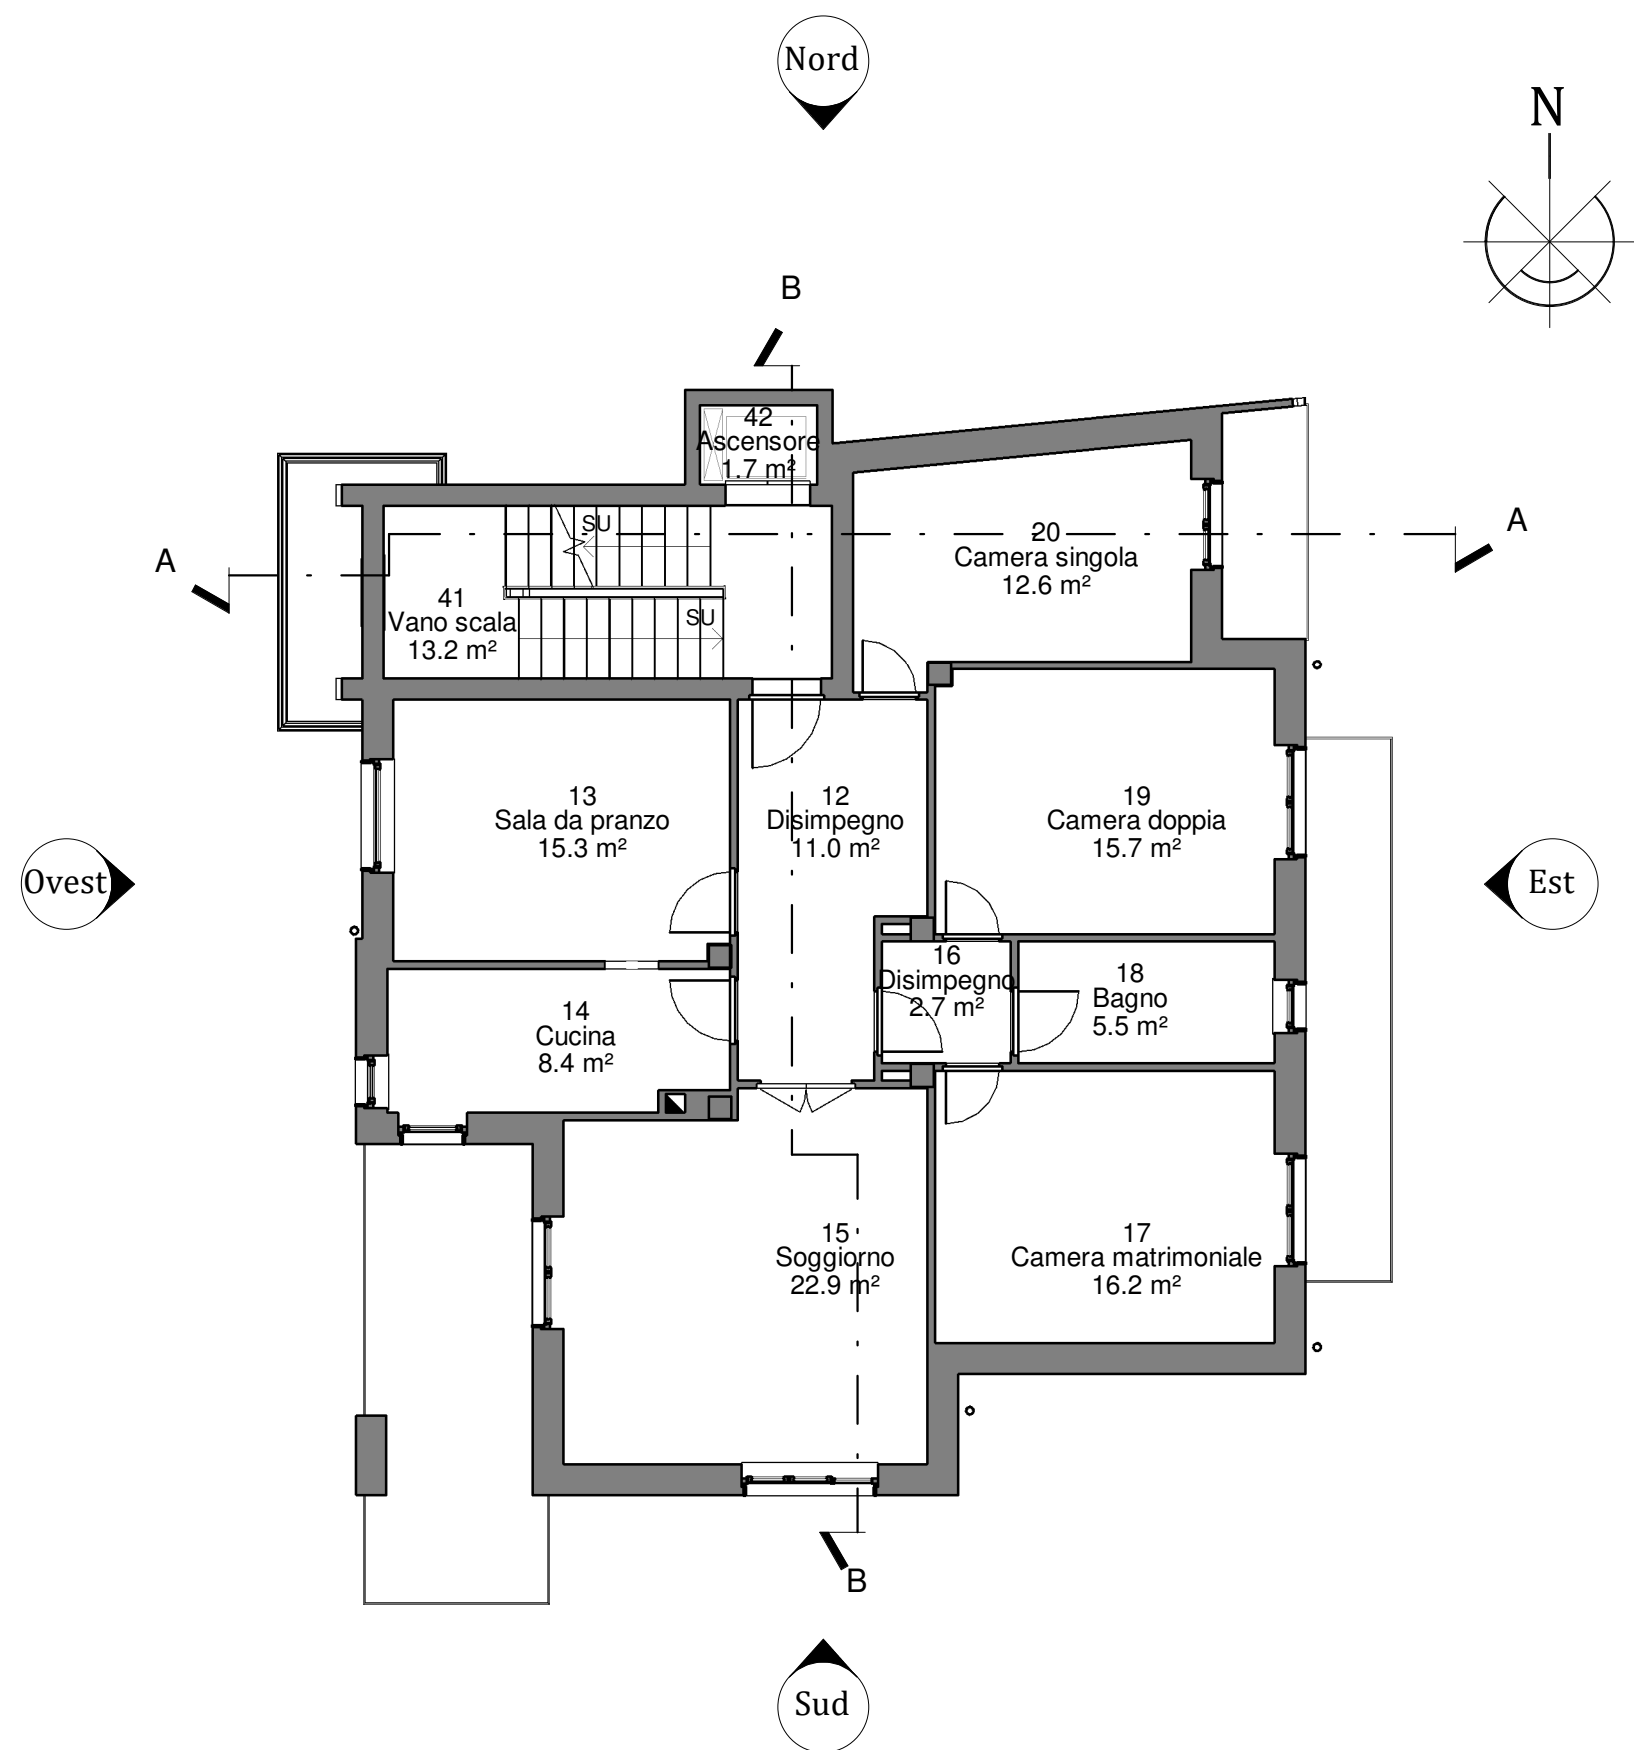 Nord
N
B
42
Ascensore
1.7 m²
A
A
SU
20
Camera singola
12.6 m²
41
Vano scala
13.2 m²
SU
13
Sala da pranzo
15.3 m²
12
Disimpegno
11.0 m²
19
Camera doppia
15.7 m²
Ovest
Est
16
Disimpegno
2.7 m²
18
Bagno
5.5 m²
14
Cucina
8.4 m²
15
Soggiorno
22.9 m²
17
Camera matrimoniale
16.2 m²
B
Sud